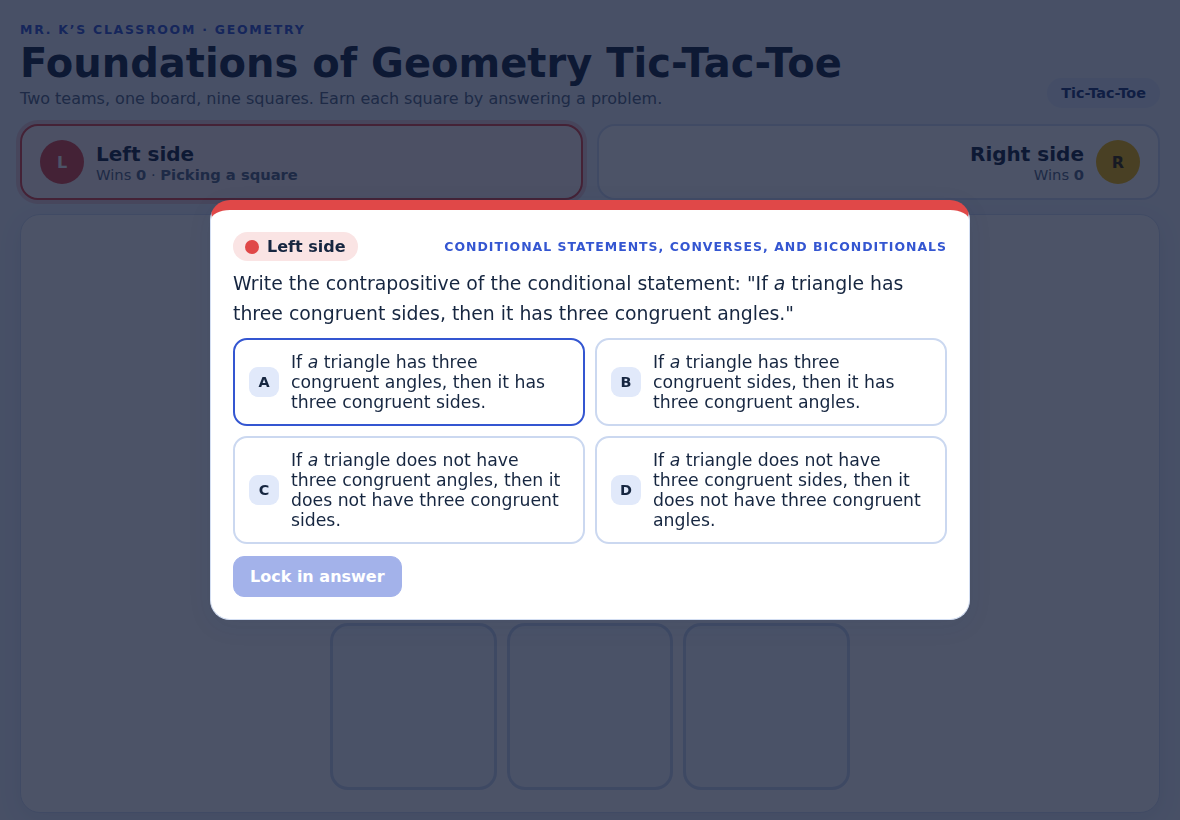 MR. K’S CLASSROOM · GEOMETRY
Foundations of Geometry Tic-Tac-Toe
Two teams, one board, nine squares. Earn each square by answering a problem.
Tic-Tac-Toe
L
Left side
Wins 0 · Picking a square
Right side
Wins 0
R
Left side
CONDITIONAL STATEMENTS, CONVERSES, AND BICONDITIONALS
Write the contrapositive of the conditional statement: "If a triangle has
three congruent sides, then it has three congruent angles."
A
If a triangle has three
congruent angles, then it has
three congruent sides.
B
If a triangle has three
congruent sides, then it has
three congruent angles.
C
If a triangle does not have
three congruent angles, then it
does not have three congruent
sides.
D
If a triangle does not have
three congruent sides, then it
does not have three congruent
angles.
Lock in answer